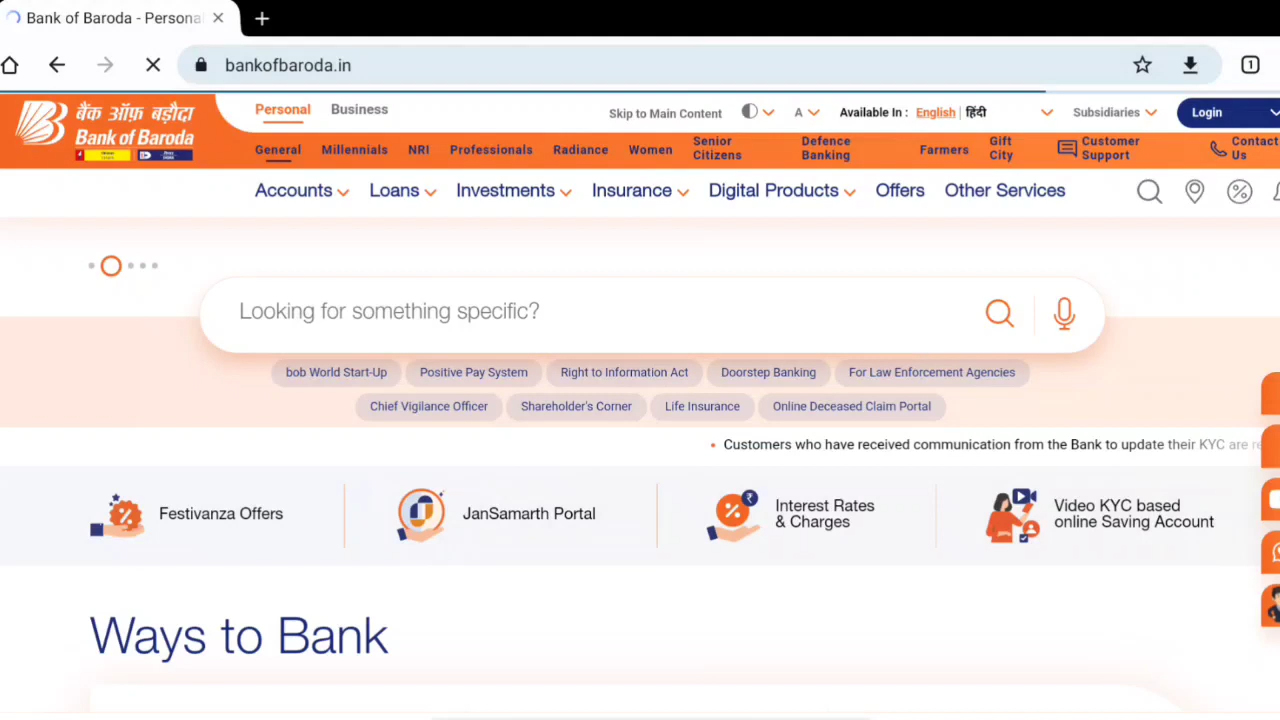 Bank of Baroda - Persona
bankofbaroda.in
1
बैंक ऑफ़ बड़ौदा
Bank of Baroda
Personal Business
Skip to Main Content A Available In : English | हिंदी Subsidiaries Login
General Millennials NRI Professionals Radiance Women Senior Citizens Defence Banking Farmers Gift City Customer Support Contact Us
Accounts Loans Investments Insurance Digital Products Offers Other Services
Looking for something specific?
bob World Start-Up Positive Pay System Right to Information Act Doorstep Banking For Law Enforcement Agencies
Chief Vigilance Officer Shareholder's Corner Life Insurance Online Deceased Claim Portal
• Customers who have received communication from the Bank to update their KYC are re
Festivanza Offers
JanSamarth Portal
Interest Rates
& Charges
Video KYC based
online Saving Account
Ways to Bank